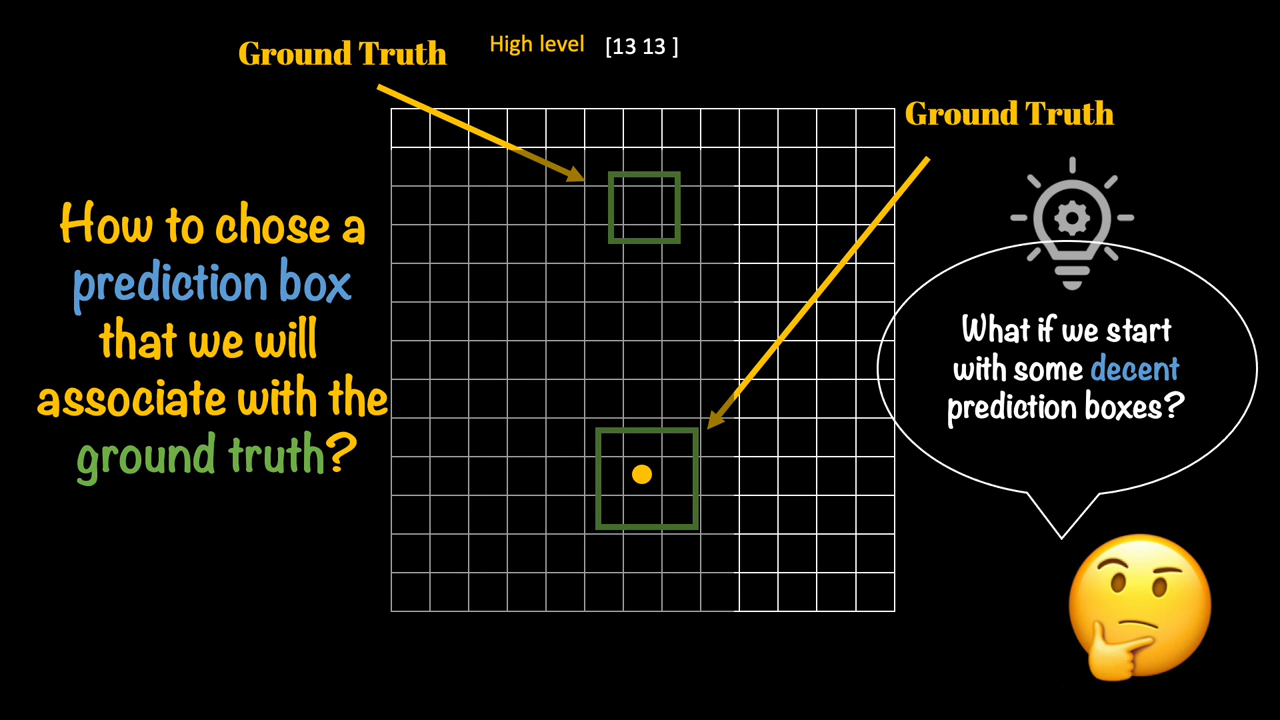 Ground Truth
High level [13 13 ]
Ground Truth
How to chose a
prediction box
that we will
associate with the
ground truth?
What if we start
with some decent
prediction boxes?